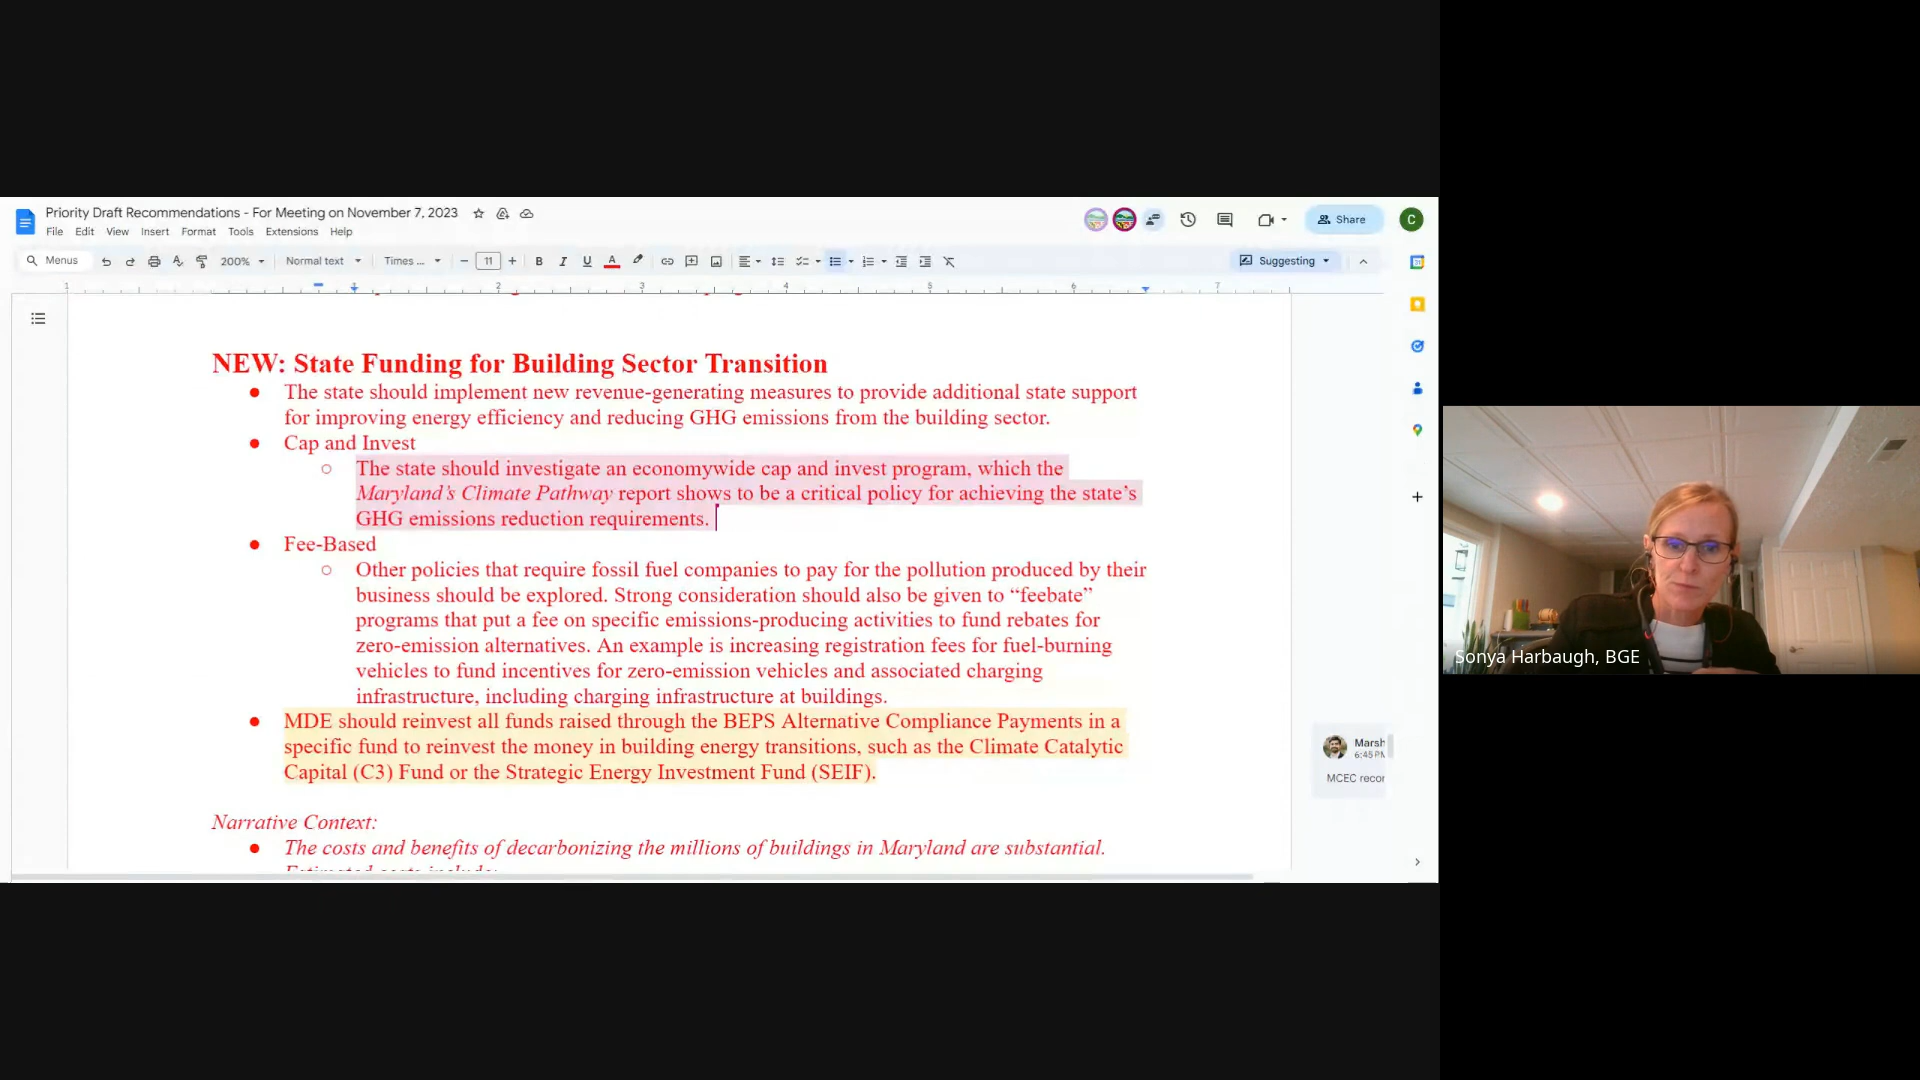 Priority Draft Recommendations - For Meeting on November 7, 2023
File Edit View Insert Format Tools Extensions Help
Share
C
Menus
200%
Normal text
Times ...
11
B I U A
Suggesting
1 1 2 3 4 5 6 7
NEW: State Funding for Building Sector Transition
● The state should implement new revenue-generating measures to provide additional state support
for improving energy efficiency and reducing GHG emissions from the building sector.
● Cap and Invest
○ The state should investigate an economywide cap and invest program, which the
Maryland’s Climate Pathway report shows to be a critical policy for achieving the state’s
GHG emissions reduction requirements.
● Fee-Based
○ Other policies that require fossil fuel companies to pay for the pollution produced by their
business should be explored. Strong consideration should also be given to “feebate”
programs that put a fee on specific emissions-producing activities to fund rebates for
zero-emission alternatives. An example is increasing registration fees for fuel-burning
vehicles to fund incentives for zero-emission vehicles and associated charging
infrastructure, including charging infrastructure at buildings.
● MDE should reinvest all funds raised through the BEPS Alternative Compliance Payments in a
specific fund to reinvest the money in building energy transitions, such as the Climate Catalytic
Capital (C3) Fund or the Strategic Energy Investment Fund (SEIF).
Marsh
6:45 PM
MCEC recor
Narrative Context:
● The costs and benefits of decarbonizing the millions of buildings in Maryland are substantial.
Estimated costs include:
Sonya Harbaugh, BGE